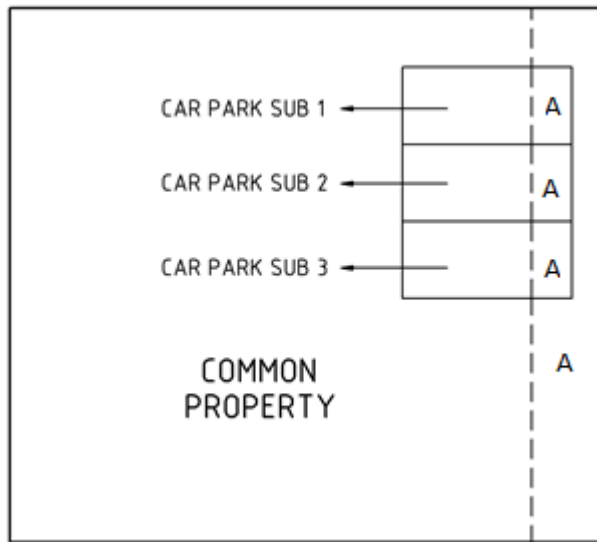 CAR PARK SUB 1
A
CAR PARK SUB 2
A
CAR PARK SUB 3
A
A
COMMON
PROPERTY